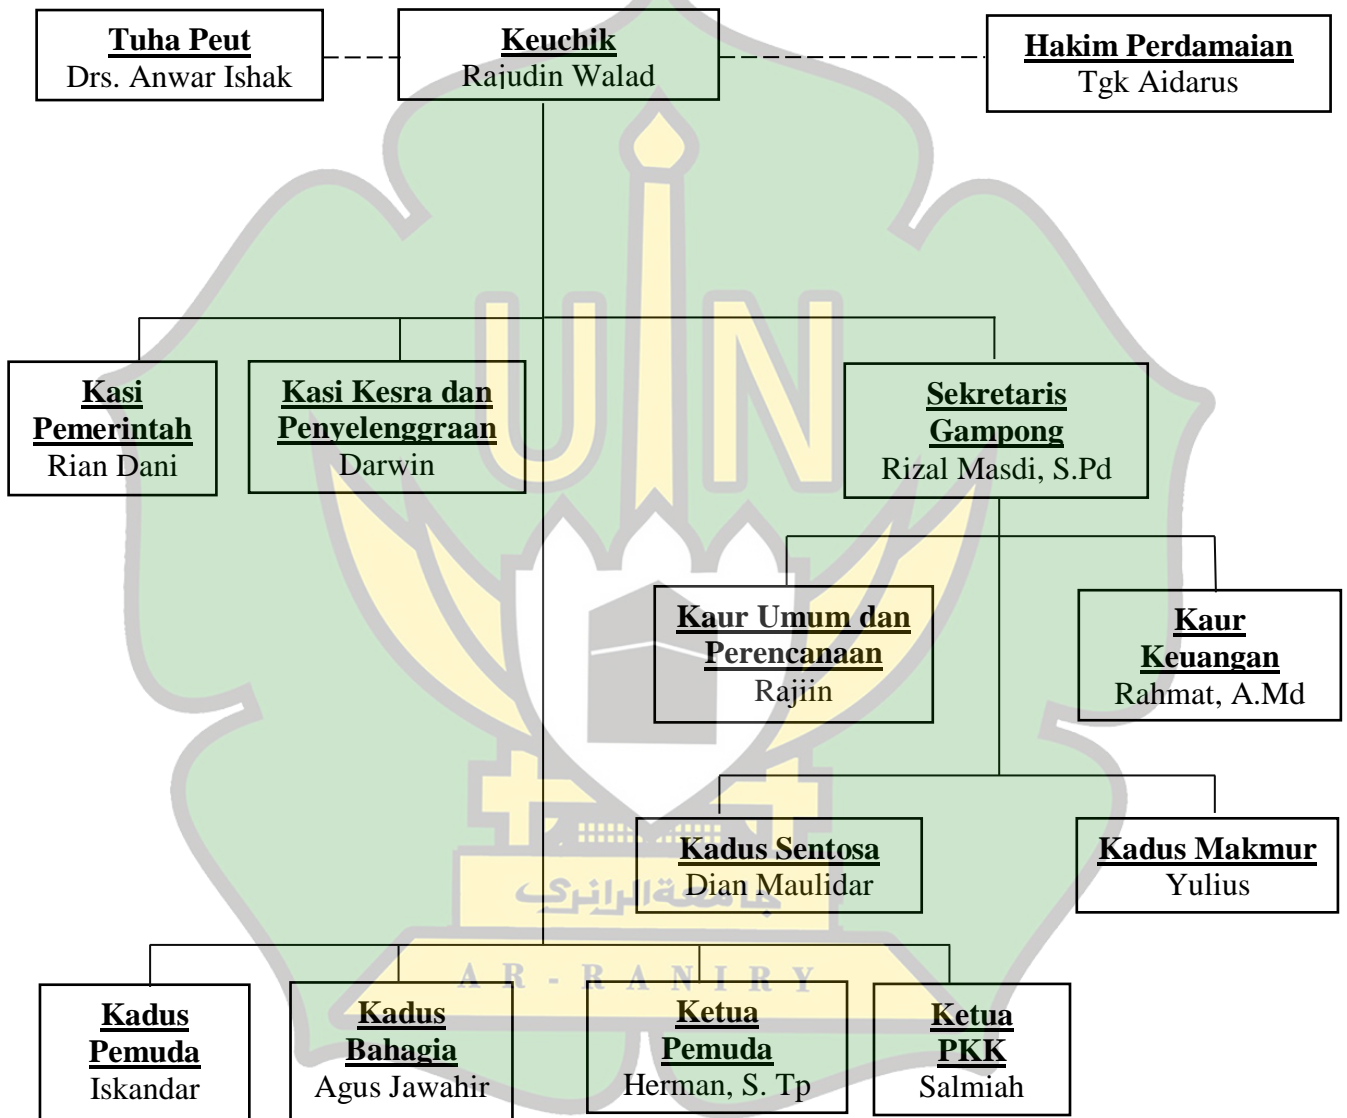 Tuha Peut
Drs. Anwar Ishak
Keuchik
Rajudin Walad
Hakim Perdamaian
Tgk Aidarus
UIN
Kasi
Pemerintah
Rian Dani
Kasi Kesra dan
Penyelenggraan
Darwin
Sekretaris
Gampong
Rizal Masdi, S.Pd
Kaur Umum dan
Perencanaan
Rajiin
Kaur
Keuangan
Rahmat, A.Md
Kadus Sentosa
Dian Maulidar
Kadus Makmur
Yulius
جامعة الرانري
AR-RANIRY
Kadus
Pemuda
Iskandar
Kadus
Bahagia
Agus Jawahir
Ketua
Pemuda
Herman, S. Tp
Ketua
PKK
Salmiah